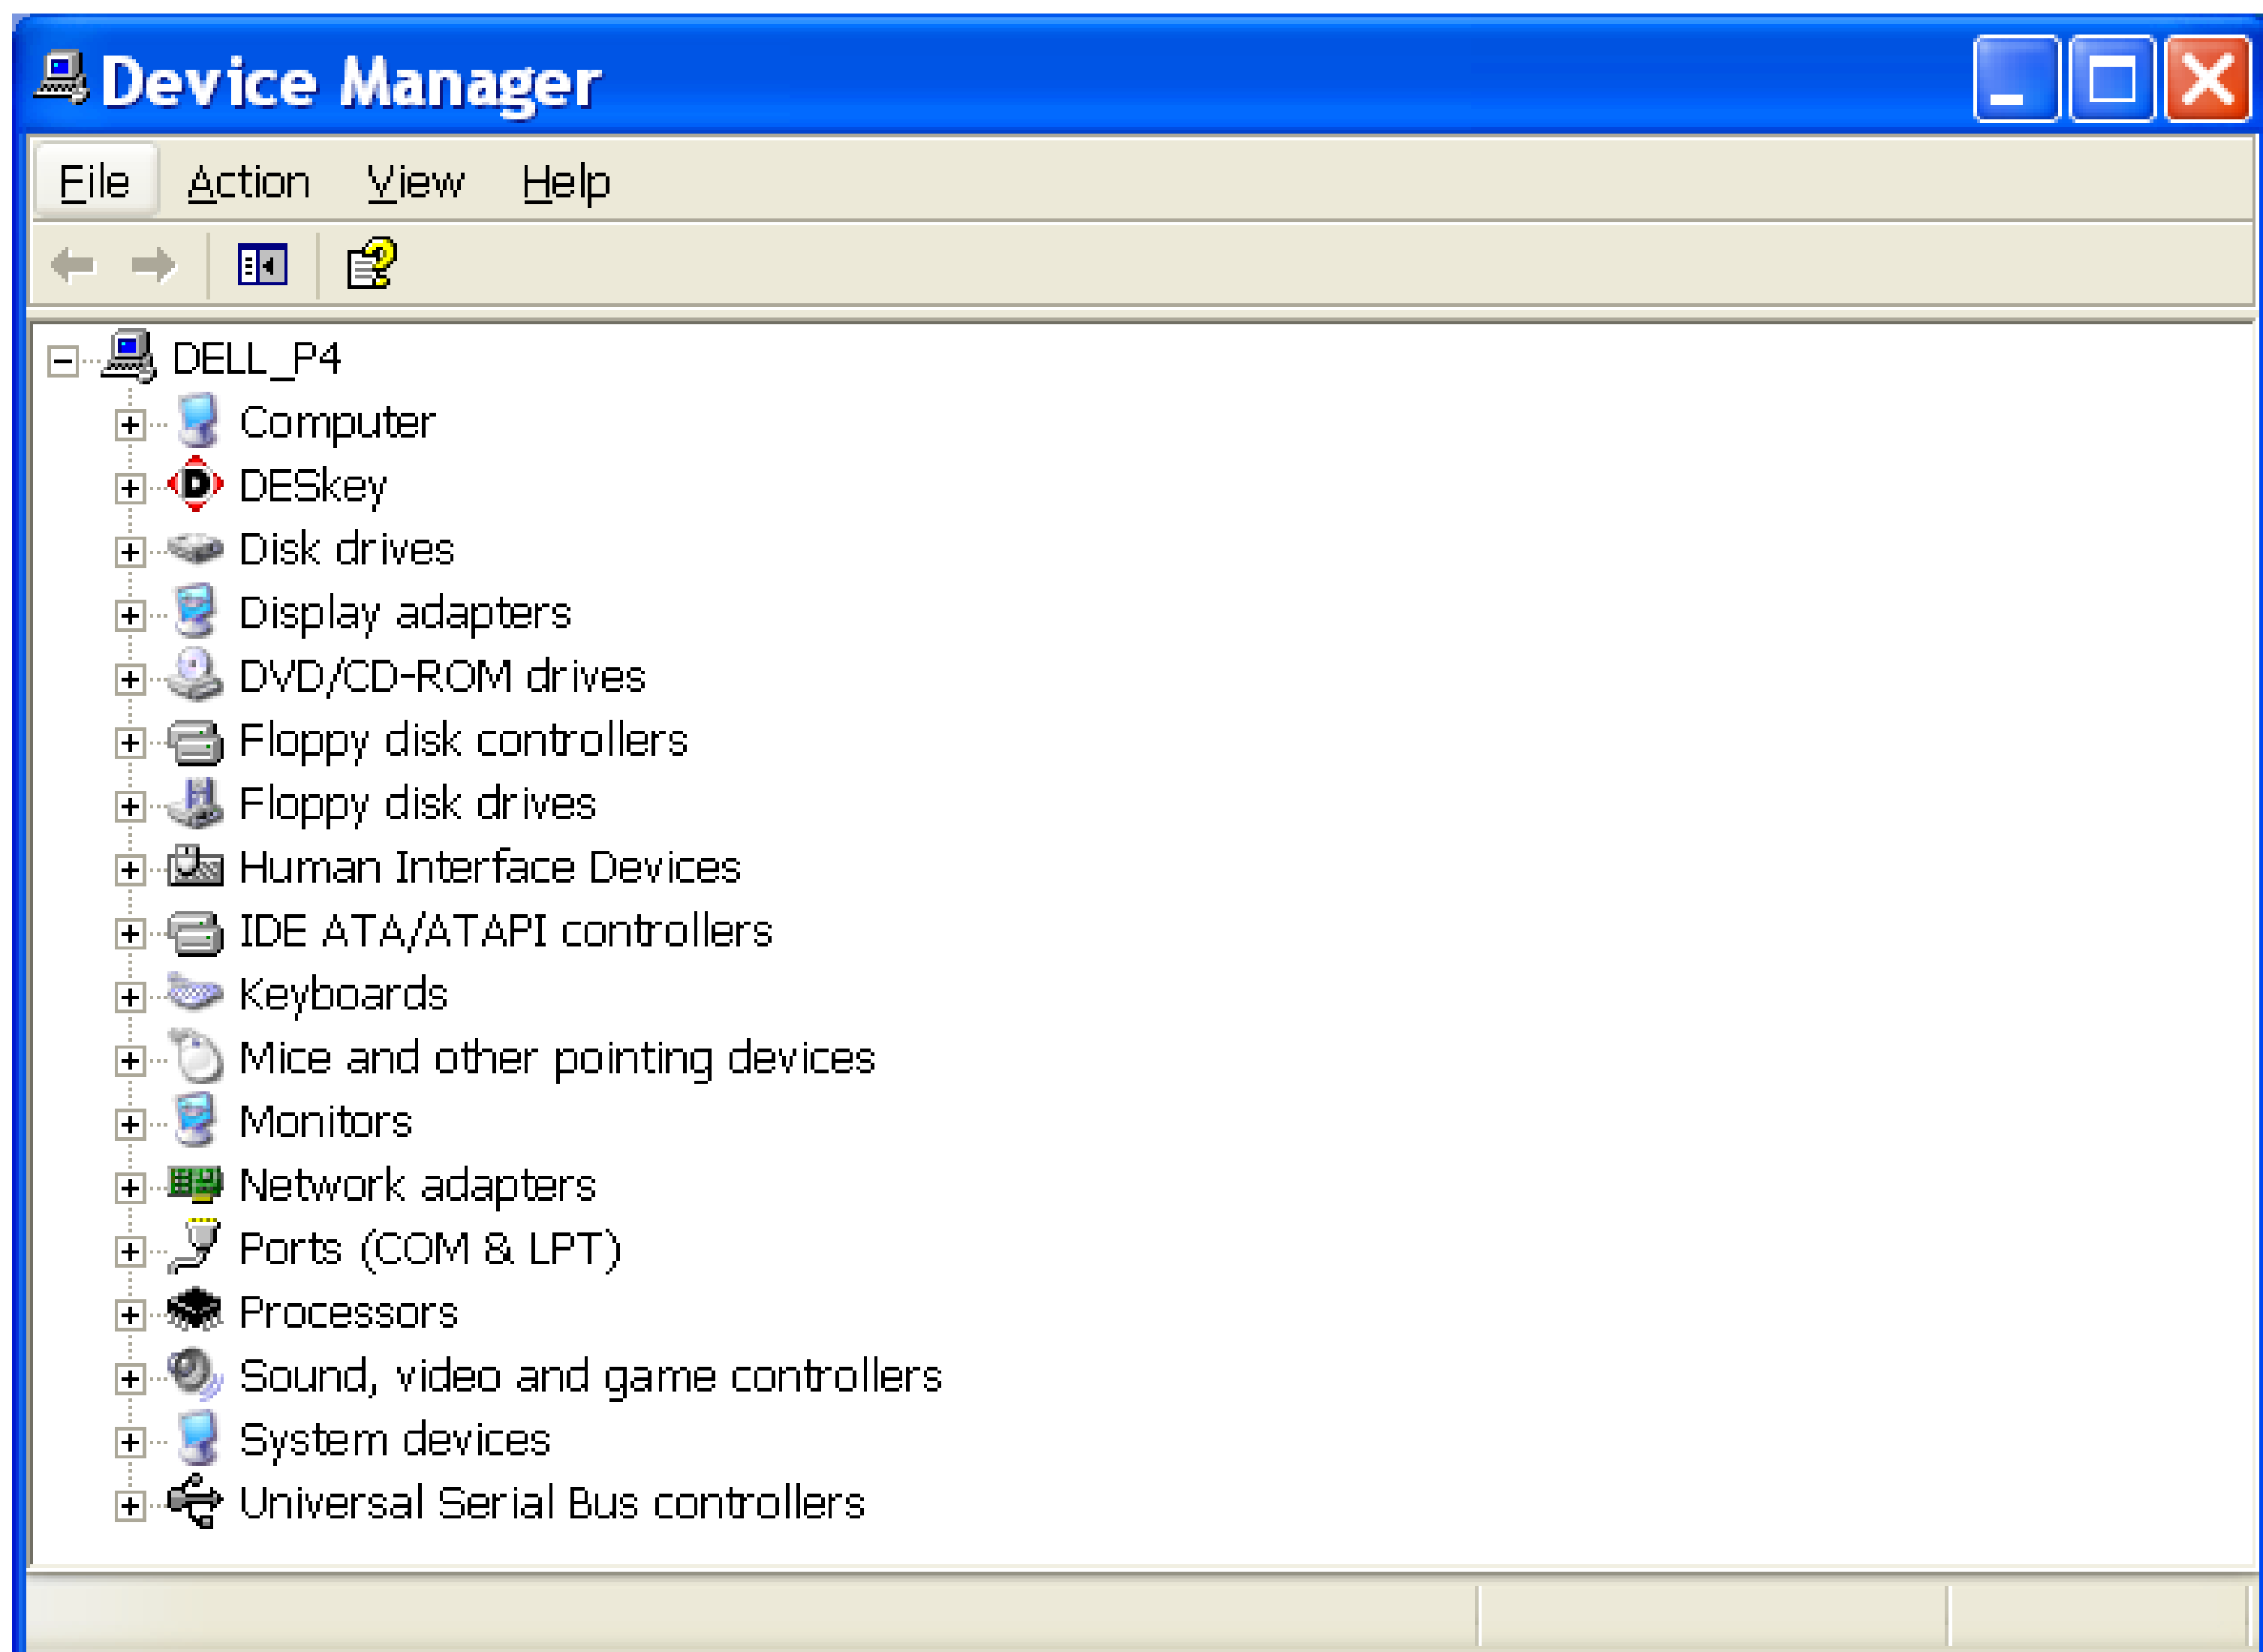 Device Manager
File Action View Help
DELL_P4
Computer
D DESkey
Disk drives
Display adapters
DVD/CD-ROM drives
Floppy disk controllers
Floppy disk drives
Human Interface Devices
IDE ATA/ATAPI controllers
Keyboards
Mice and other pointing devices
Monitors
Network adapters
Ports (COM & LPT)
Processors
Sound, video and game controllers
System devices
Universal Serial Bus controllers